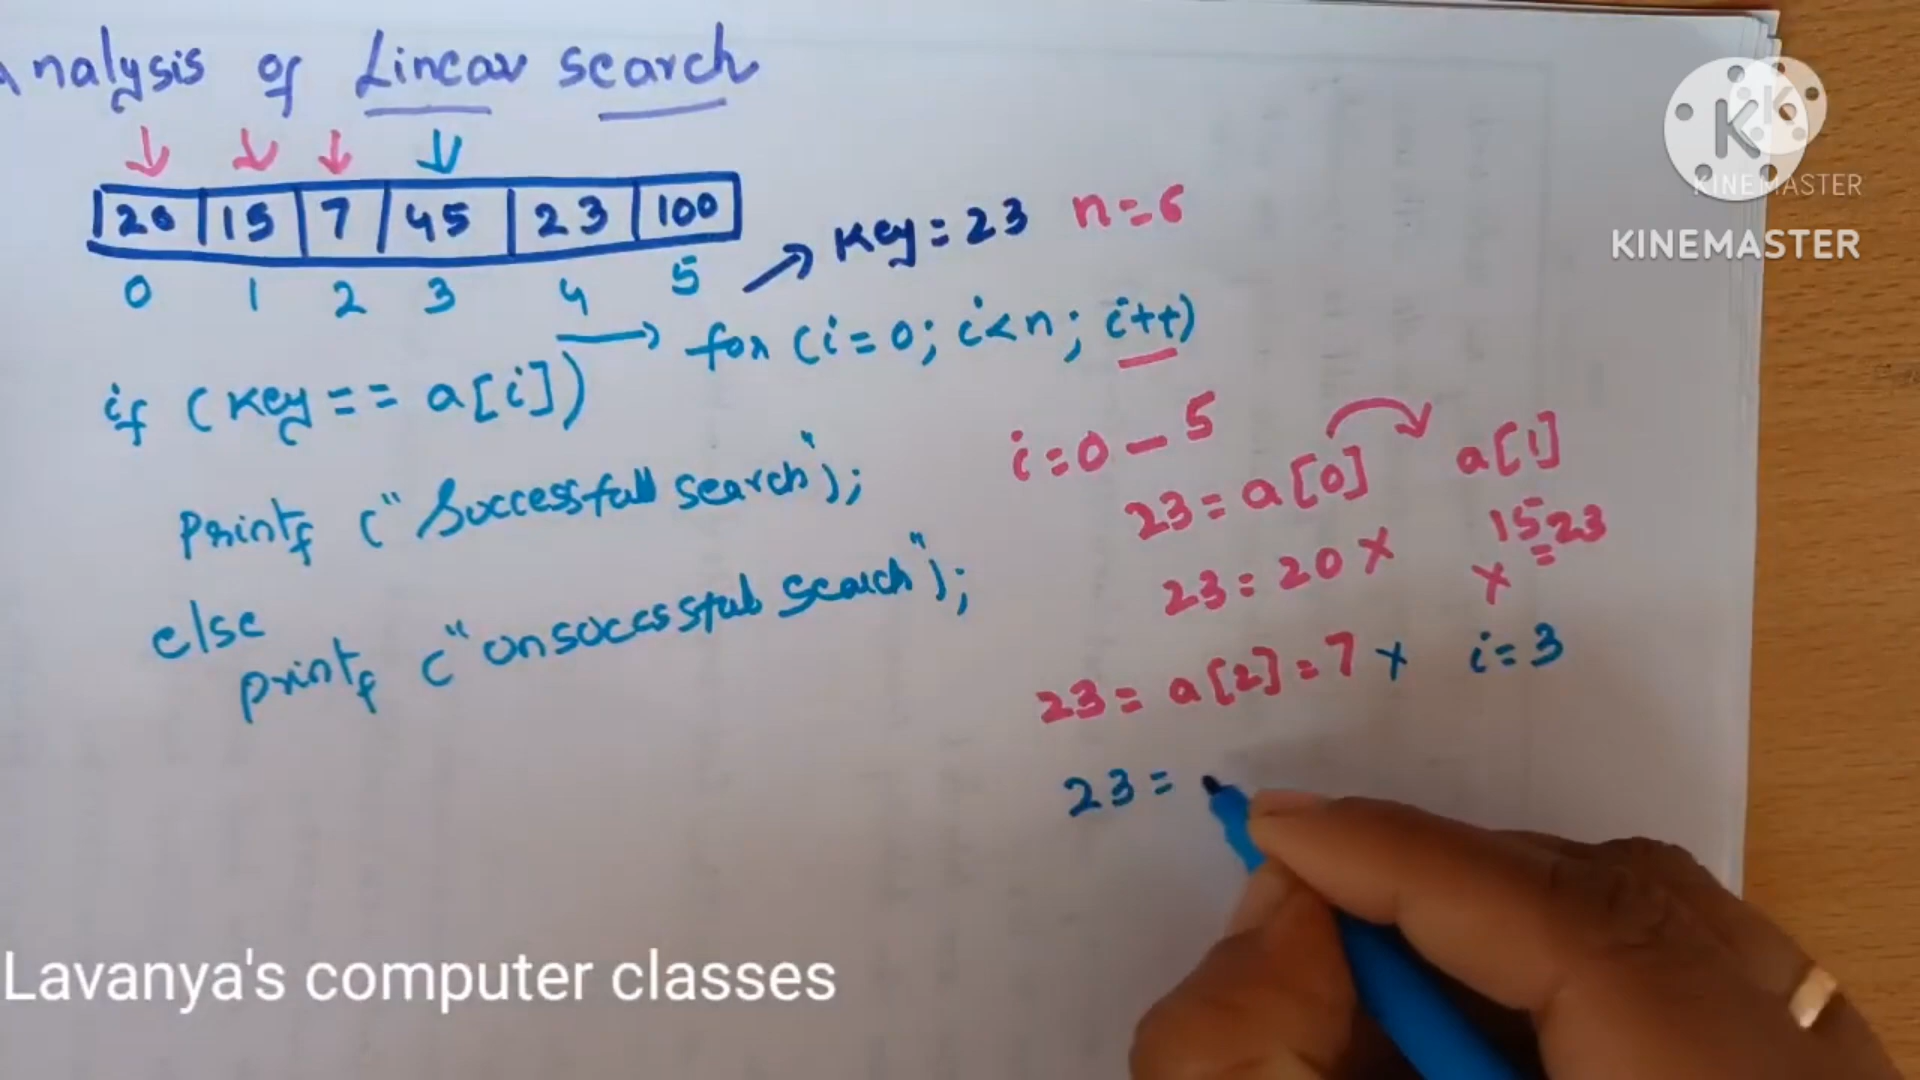 Analysis of Linear search
20 15 7 45 23 100
0 1 2 3 4 5
Key = 23 n=6
for (i=0; i<n; i++)
if (key == a[i])
printf ("Successfull search");
else
printf ("unsuccessful search");
i=0-5
23=a[0] a[1]
23=20 x 15=23
x
23=a[2]=7 x i=3
23=
Lavanya's computer classes
K KINEMASTER
K KINEMASTER